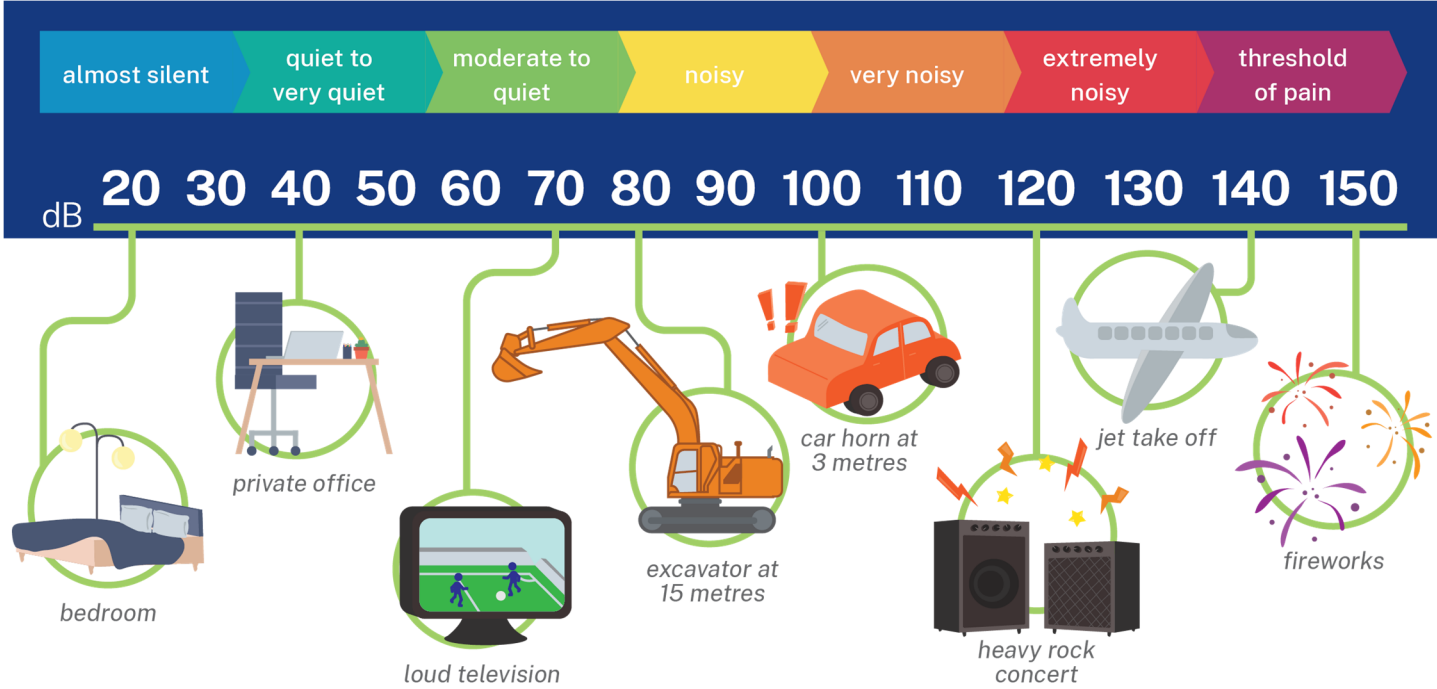 almost silent
quiet to
very quiet
moderate to
quiet
noisy
very noisy
extremely
noisy
threshold
of pain
dB 20 30 40 50 60 70 80 90 100 110 120 130 140 150
bedroom
private office
loud television
excavator at
15 metres
car horn at
3 metres
heavy rock
concert
jet take off
fireworks